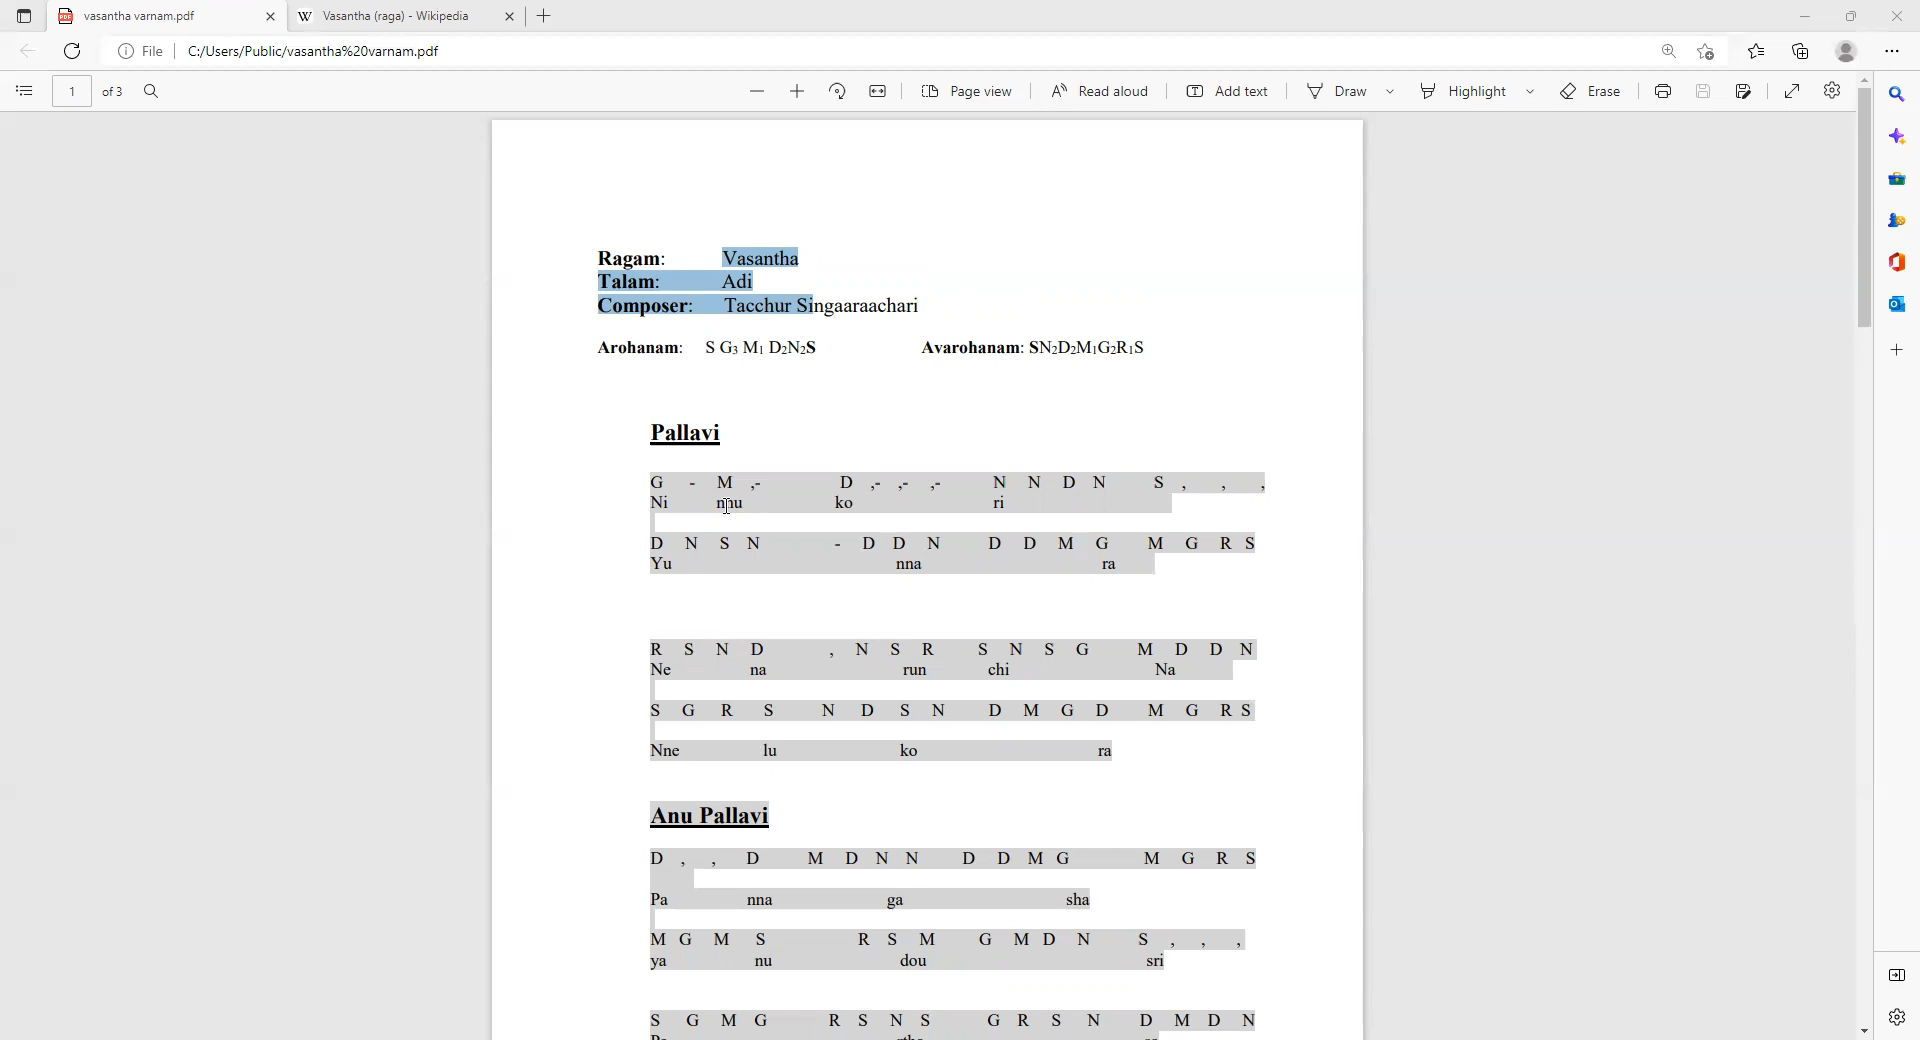 vasantha varnam.pdf
Vasantha (raga) - Wikipedia
File
C:/Users/Public/vasantha%20varnam.pdf
1 of 3
Page view
Read aloud
Add text
Draw
Highlight
Erase
Ragam: Vasantha
Talam: Adi
Composer: Tacchur Singaaraachari
Arohanam: S G3 M1 D2N2S Avarohanam: SN2D2M1G2R1S
Pallavi
G - M ,- D ,- ,- ,- N N D N S , , ,
Ni nnu ko ri
D N S N - D D N D D M G M G R S
Yu nna ra
R S N D , N S R S N S G M D D N
Ne na run chi Na
S G R S N D S N D M G D M G R S
Nne lu ko ra
Anu Pallavi
D , , D M D N N D D M G M G R S
Pa nna ga sha
M G M S R S M G M D N S , , ,
ya nu dou sri
S G M G R S N S G R S N D M D N